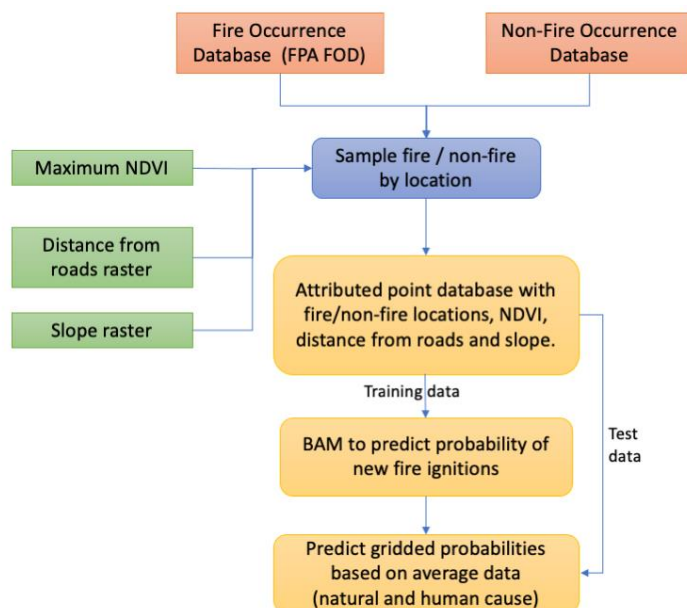 Fire Occurrence
Database (FPA FOD)
Non-Fire Occurrence
Database
Maximum NDVI
Sample fire / non-fire
by location
Distance from
roads raster
Slope raster
Attributed point database with
fire/non-fire locations, NDVI,
distance from roads and slope.
Training data
Test
data
BAM to predict probability of
new fire ignitions
Predict gridded probabilities
based on average data
(natural and human cause)